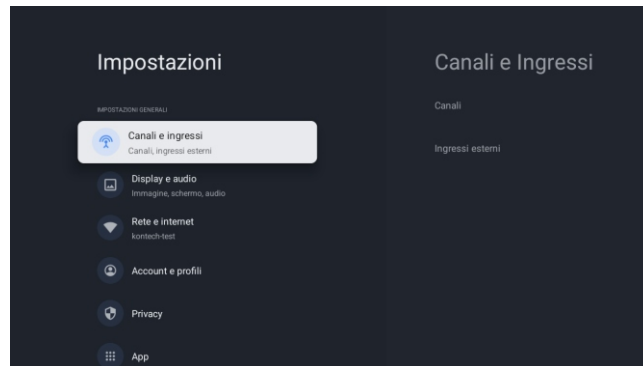 Impostazioni
IMPOSTAZIONI GENERALI
Canali e ingressi
Canali, ingressi esterni
Display e audio
Immagine, schermo, audio
Rete e internet
kontech-test
Account e profili
Privacy
App
Canali e Ingressi
Canali
Ingressi esterni